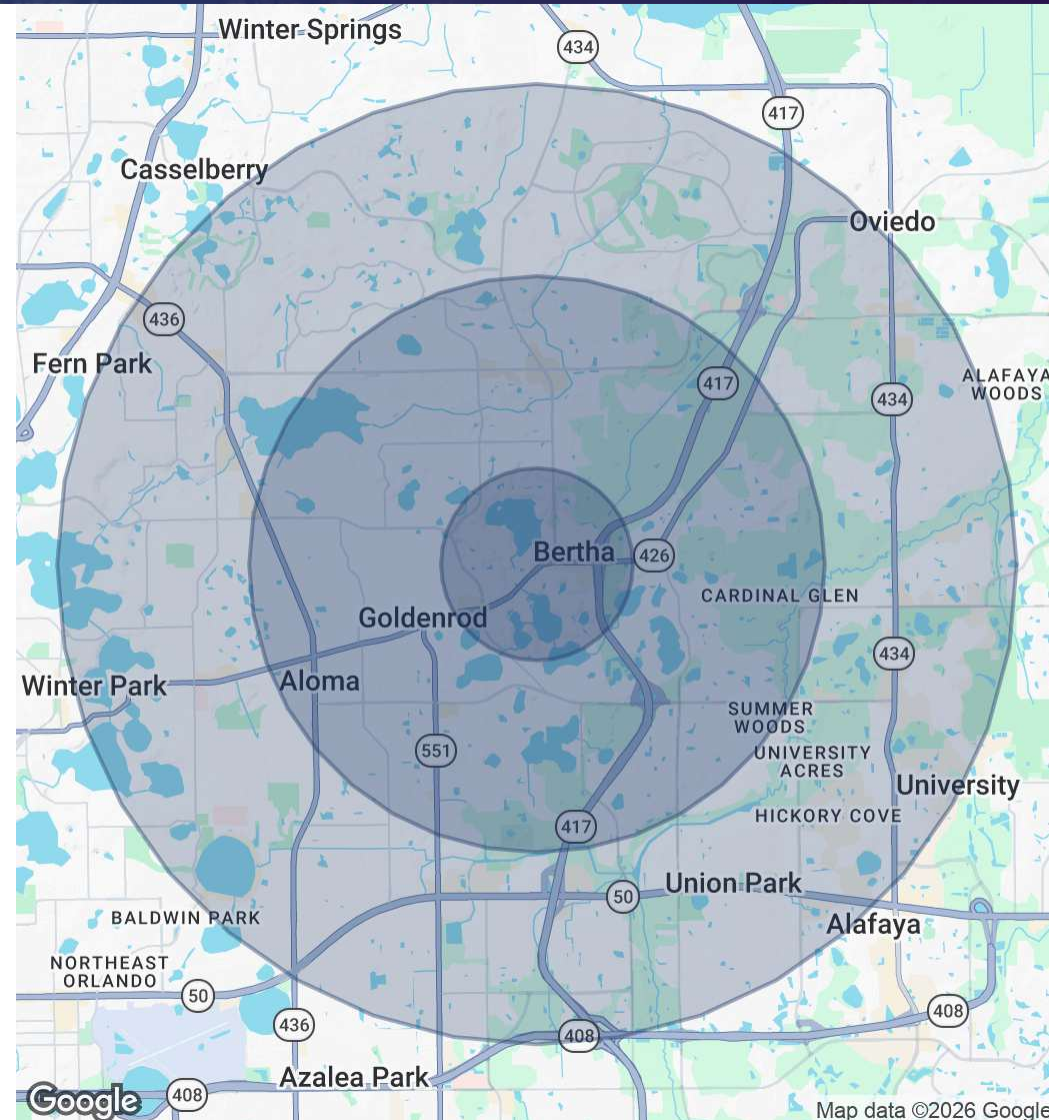 Winter Springs
434
417
Casselberry
Oviedo
436
Fern Park
417
ALAFAYA
WOODS
434
Bertha
426
CARDINAL GLEN
Goldenrod
434
Winter Park
Aloma
SUMMER
WOODS
551
UNIVERSITY
ACRES
University
HICKORY COVE
417
Union Park
50
BALDWIN PARK
Alafaya
NORTHEAST
ORLANDO
50
436
408
408
Azalea Park
408
Google
Map data ©2026 Google